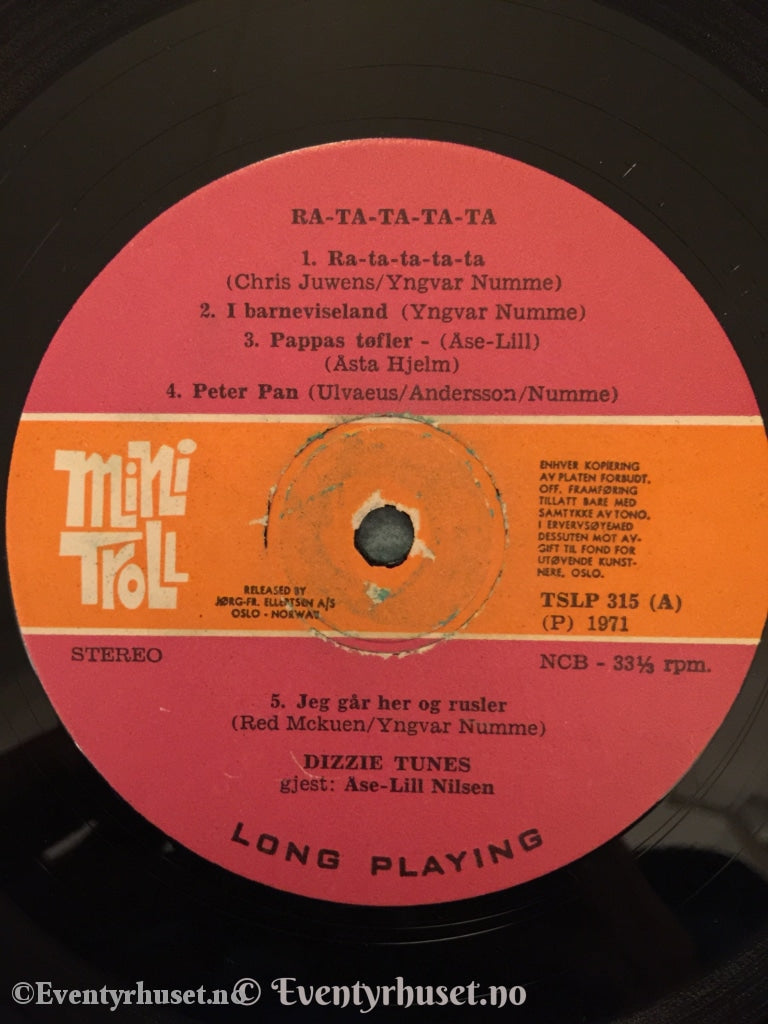 RA-TA-TA-TA-TA
1. Ra-ta-ta-ta-ta
(Chris Juwens/Yngvar Numme)
2. I barneviseland (Yngvar Numme)
3. Pappas tøfler - (Åse-Lill)
(Åsta Hjelm)
4. Peter Pan (Ulvaeus/Andersson/Numme)
MiNi
TROLL
RELEASED BY
JØRG-FR. ELLERTSEN A/S
OSLO - NORWAY
ENHVER KOPIERING
AV PLATEN FORBUDT.
OFF. FRAMFØRING
TILLATT BARE MED
SAMTYKKE AV TONO.
I ERVERVSØYEMED
DESSUTEN MOT AV-
GIFT TIL FOND FOR
UTØVENDE KUNST-
NERE, OSLO.
TSLP 315 (A)
(P) 1971
STEREO
NCB - 33⅓ rpm.
5. Jeg går her og rusler
(Red Mckuen/Yngvar Numme)
DIZZIE TUNES
gjest: Åse-Lill Nilsen
LONG PLAYING
©Eventyrhuset.no
© Eventyrhuset.no